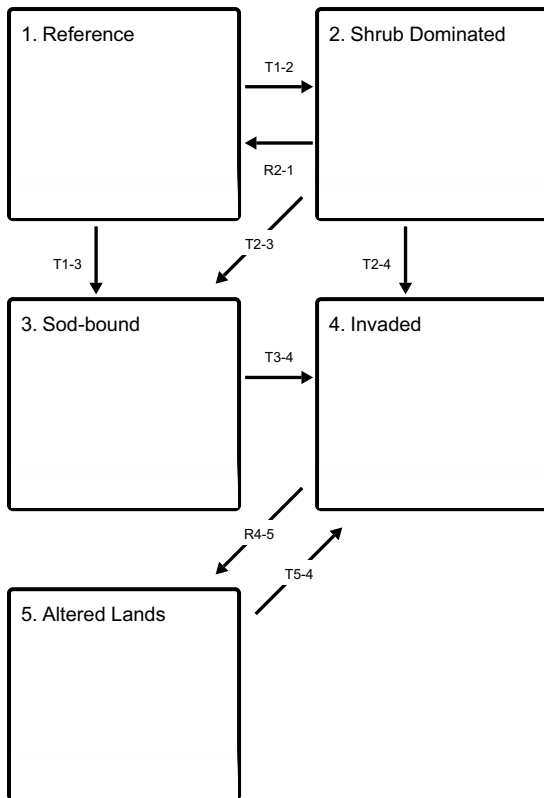 1. Reference
2. Shrub Dominated
T1-2
R2-1
T1-3
T2-3
T2-4
3. Sod-bound
4. Invaded
T3-4
R4-5
T5-4
5. Altered Lands